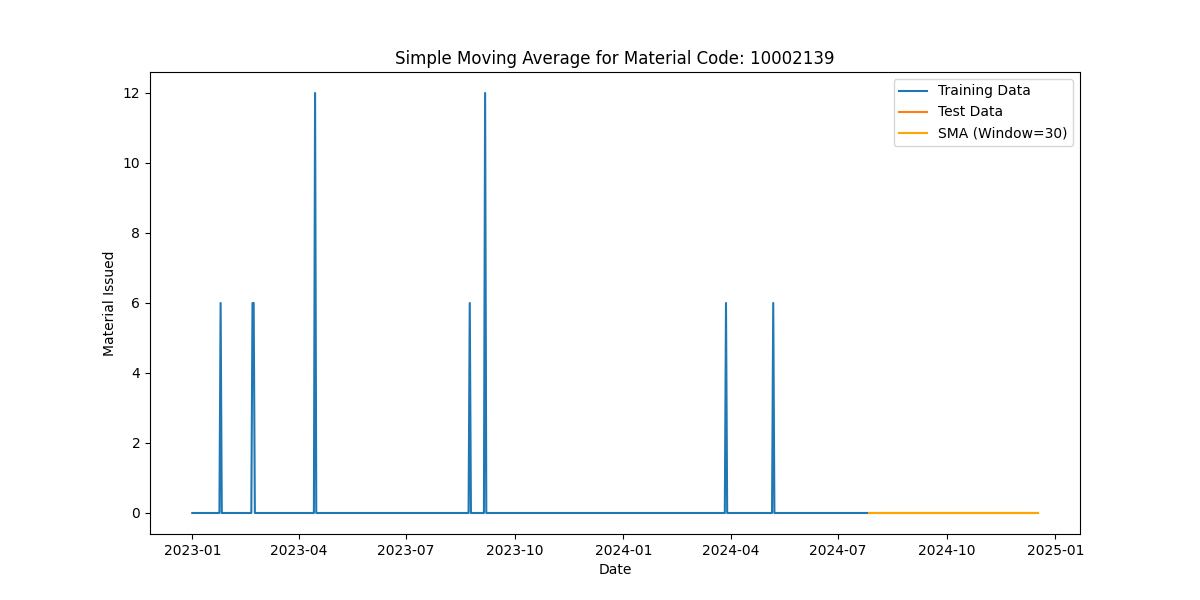 Simple Moving Average for Material Code: 10002139
Training Data
Test Data
SMA (Window=30)
Material Issued
12
10
8
6
4
2
0
2023-01 2023-04 2023-07 2023-10 2024-01 2024-04 2024-07 2024-10 2025-01
Date